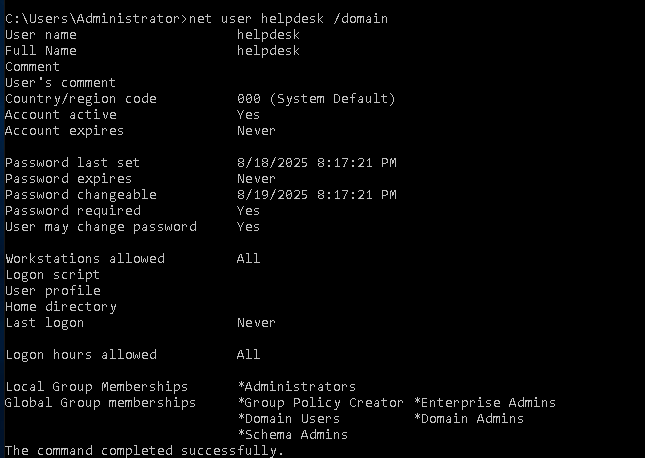 C:\Users\Administrator>net user helpdesk /domain
User name                    helpdesk
Full Name                    helpdesk
Comment
User's comment
Country/region code          000 (System Default)
Account active               Yes
Account expires              Never
Password last set            8/18/2025 8:17:21 PM
Password expires             Never
Password changeable          8/19/2025 8:17:21 PM
Password required            Yes
User may change password     Yes
Workstations allowed         All
Logon script
User profile
Home directory
Last logon                   Never
Logon hours allowed          All
Local Group Memberships      *Administrators
Global Group memberships     *Group Policy Creator *Enterprise Admins
                             *Domain Users         *Domain Admins
                             *Schema Admins
The command completed successfully.